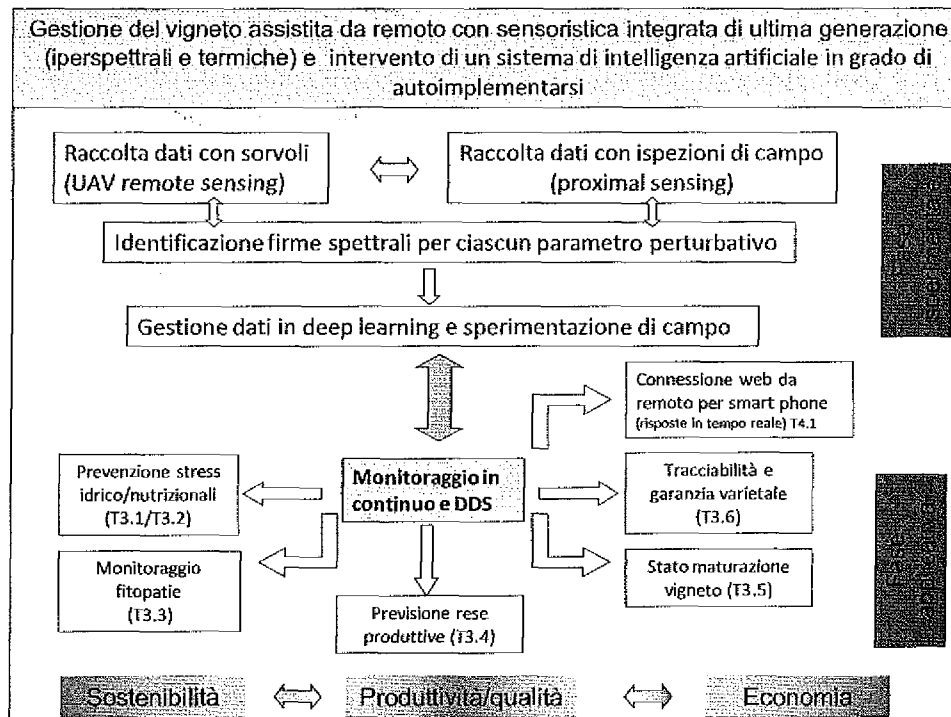 Gestione del vigneto assistita da remoto con sensoristica integrata di ultima generazione
(iperspettrali e termiche) e intervento di un sistema di intelligenza artificiale in grado di
autoimplementarsi
Raccolta dati con sorvoli
(UAV remote sensing)
Raccolta dati con ispezioni di campo
(proximal sensing)
Identificazione firme spettrali per ciascun parametro perturbativo
Gestione dati in deep learning e sperimentazione di campo
Connessione web da
remoto per smart phone
(risposte in tempo reale) T4.1
Prevenzione stress
idrico/nutrizionali
(T3.1/T3.2)
Monitoraggio in
continuo e DDS
Tracciabilità e
garanzia varietale
(T3.6)
Monitoraggio
fitopatie
(T3.3)
Stato maturazione
vigneto (T3.5)
Previsione rese
produttive (T3.4)
Fase
Sostenibilità
Produttività/qualità
Economia